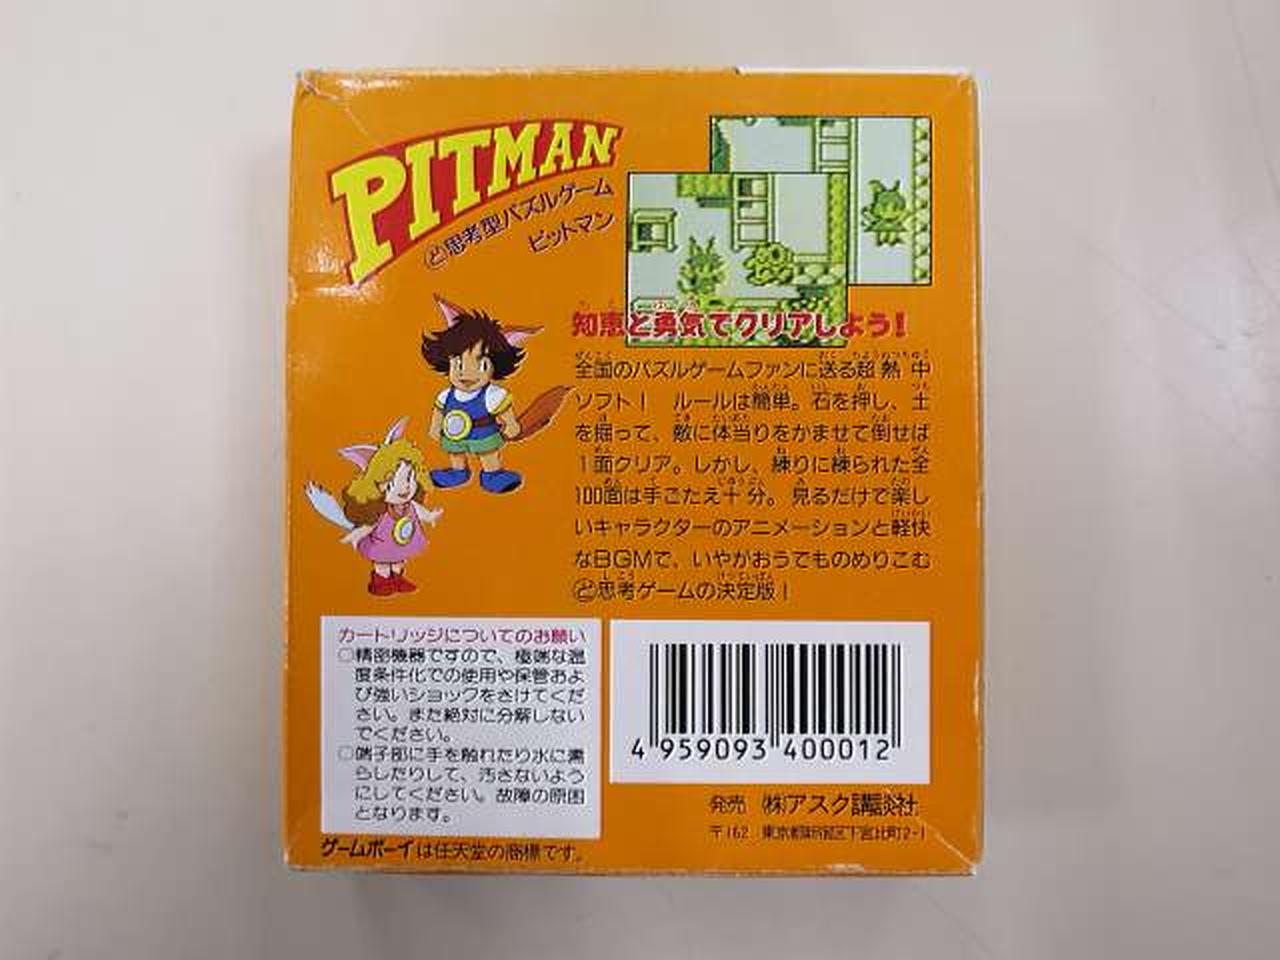 PITMAN
ど思考型パズルゲーム
ピットマン
知恵と勇気でクリアしよう!
全国のパズルゲームファンに送る超熱中
ソフト! ルールは簡単。石を押し、土
を掘って、敵に体当りをかませて倒せば
1面クリア。しかし、練りに練られた全
100面は手ごたえ十分。見るだけで楽し
いキャラクターのアニメーションと軽快
なBGMで、いやがおうでものめりこむ
ど思考ゲームの決定版!
カートリッジについてのお願い
○精密機器ですので、極端な温
度条件化での使用や保管およ
び強いショックをさけてくだ
さい。また絶対に分解しない
でください。
○端子部に手を触れたり水に濡
らしたりして、汚さないよう
にしてください。故障の原因
となります。
ゲームボーイは任天堂の商標です。
4 959093 400012
発売 ㈱アスク講談社
〒162 東京都新宿区下宮比町2-1